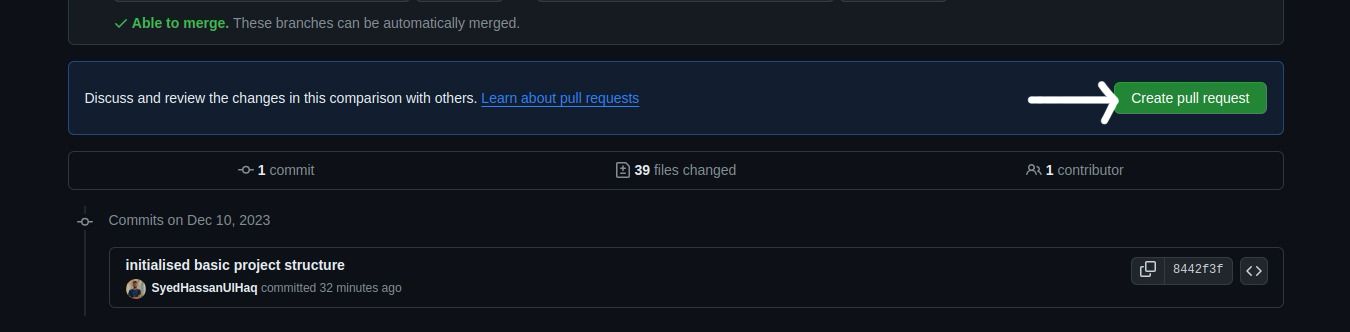 Able to merge. These branches can be automatically merged.
Discuss and review the changes in this comparison with others. Learn about pull requests
Create pull request
1 commit
39 files changed
1 contributor
Commits on Dec 10, 2023
initialised basic project structure
8442f3f
SyedHassanUlHaq committed 32 minutes ago